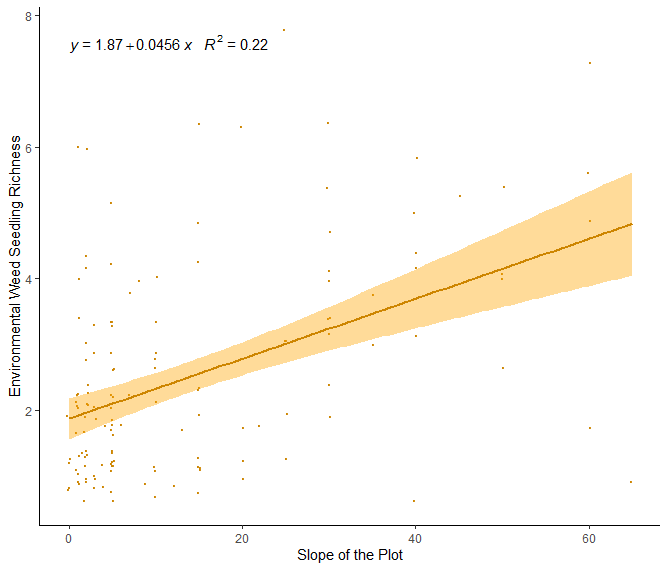 y = 1.87 + 0.0456 x R² = 0.22
8
6
4
2
Environmental Weed Seedling Richness
0 20 40 60
Slope of the Plot